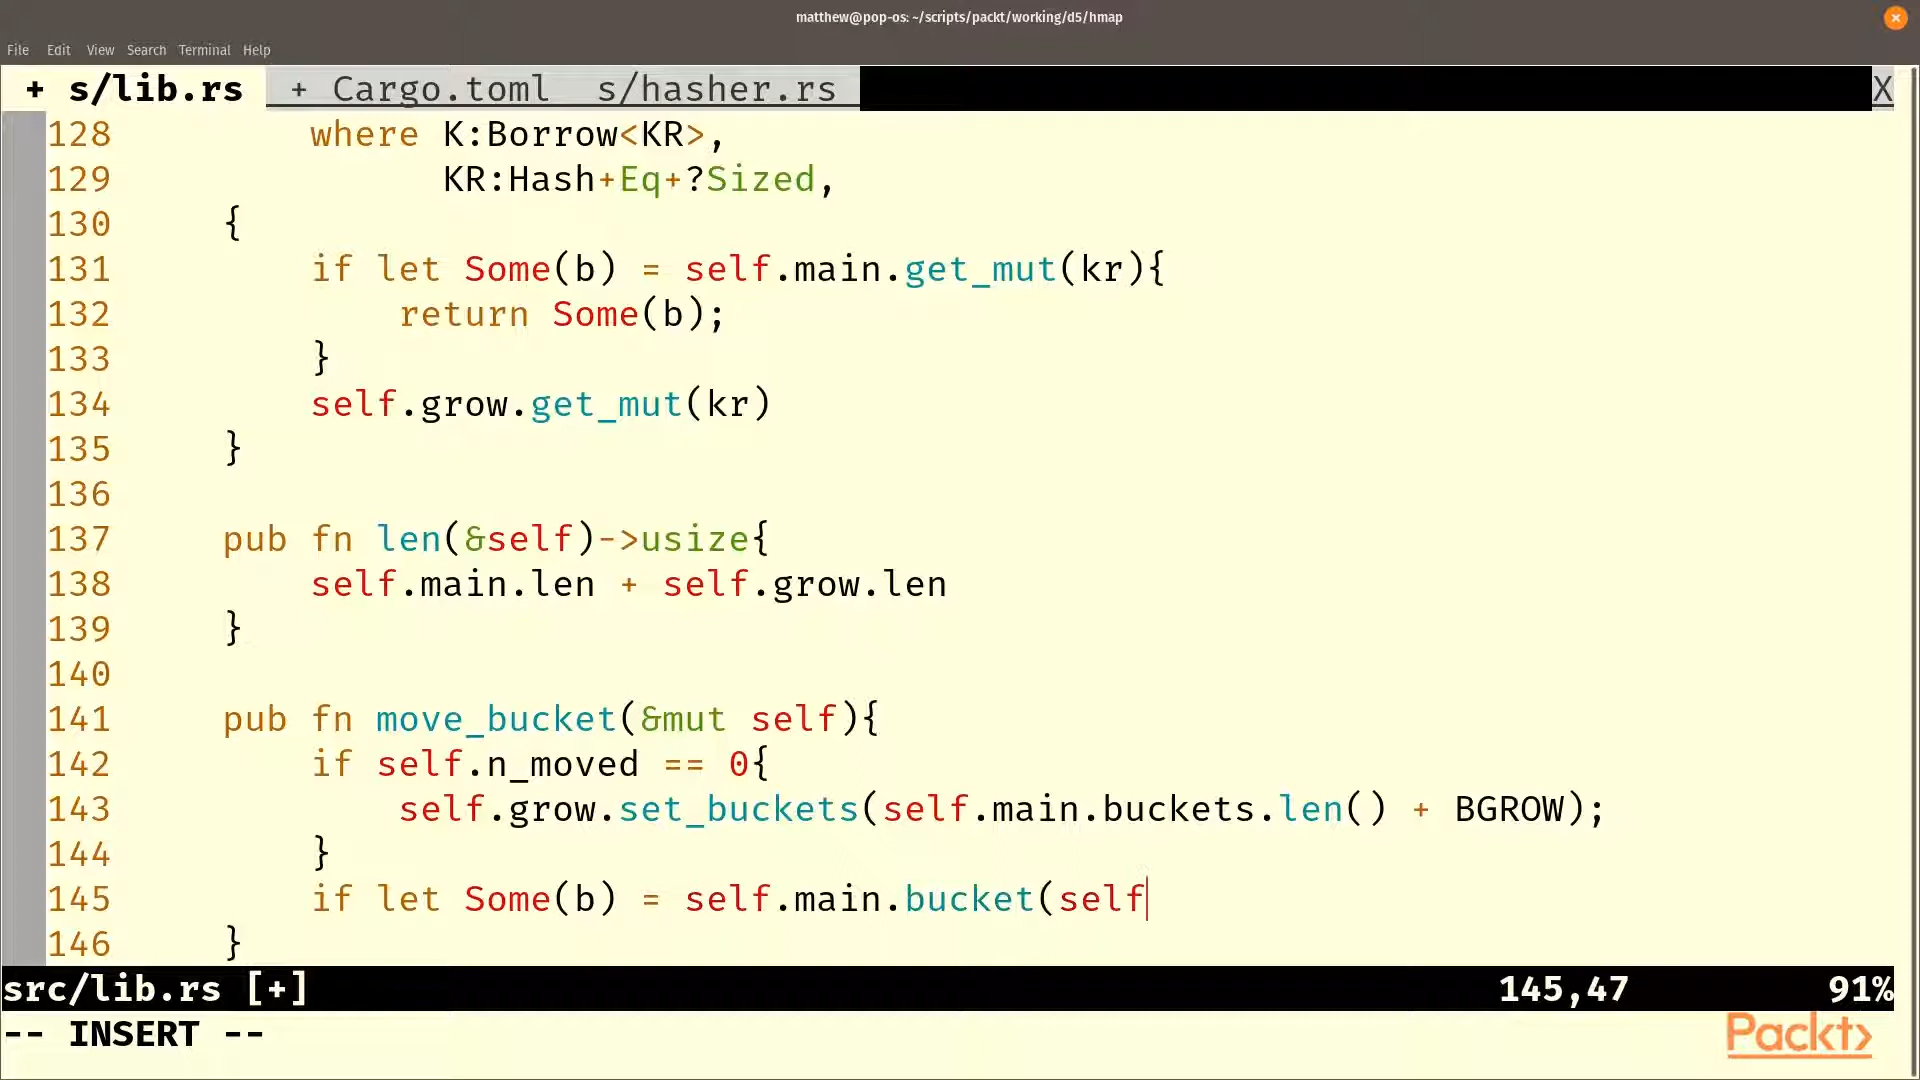 matthew@pop-os: ~/scripts/packt/working/d5/hmap
File Edit View Search Terminal Help
+ s/lib.rs + Cargo.toml s/hasher.rs X
128         where K:Borrow<KR>,
129               KR:Hash+Eq+?Sized,
130     {
131         if let Some(b) = self.main.get_mut(kr){
132             return Some(b);
133         }
134         self.grow.get_mut(kr)
135     }
136
137     pub fn len(&self)->usize{
138         self.main.len + self.grow.len
139     }
140
141     pub fn move_bucket(&mut self){
142         if self.n_moved == 0{
143             self.grow.set_buckets(self.main.buckets.len() + BGROW);
144         }
145         if let Some(b) = self.main.bucket(self
146     }
src/lib.rs [+] 145,47 91%
-- INSERT --
Packt>